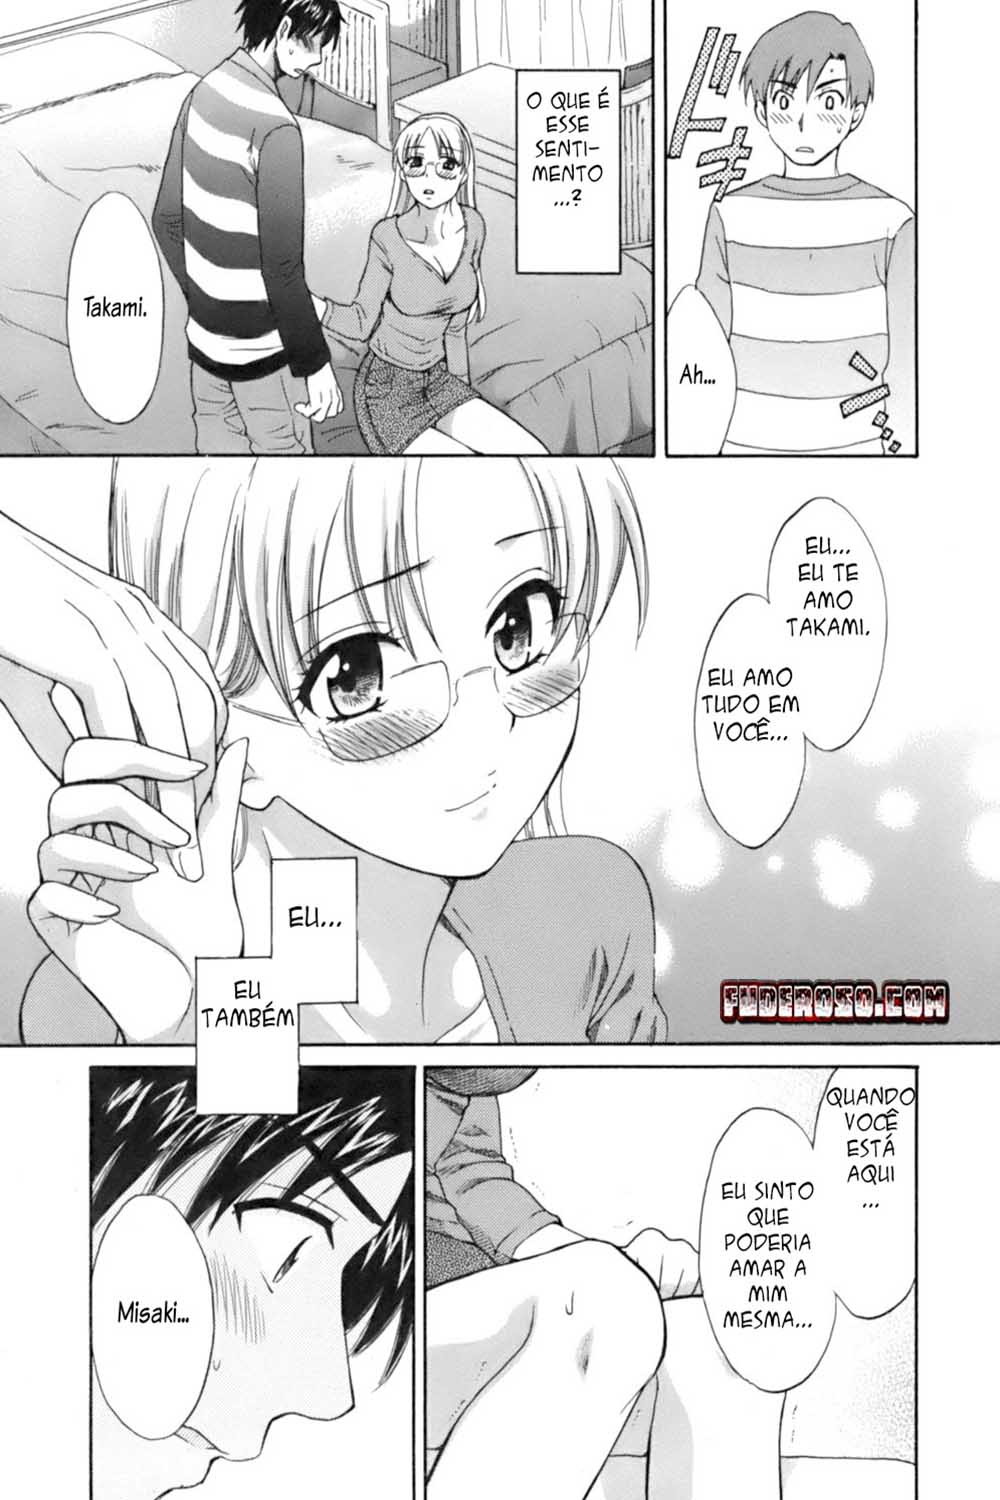 Ah...
O QUE É
ESSE
SENTI-
MENTO
...?
Takami.
EU...
EU TE
AMO
TAKAMI.
EU AMO
TUDO EM
VOCÊ...
EU...
EU
TAMBÉM
FUDEROSO.COM
QUANDO
VOCÊ
ESTÁ
AQUI
...
EU SINTO
QUE
PODERIA
AMAR A
MIM
MESMA...
Misaki...